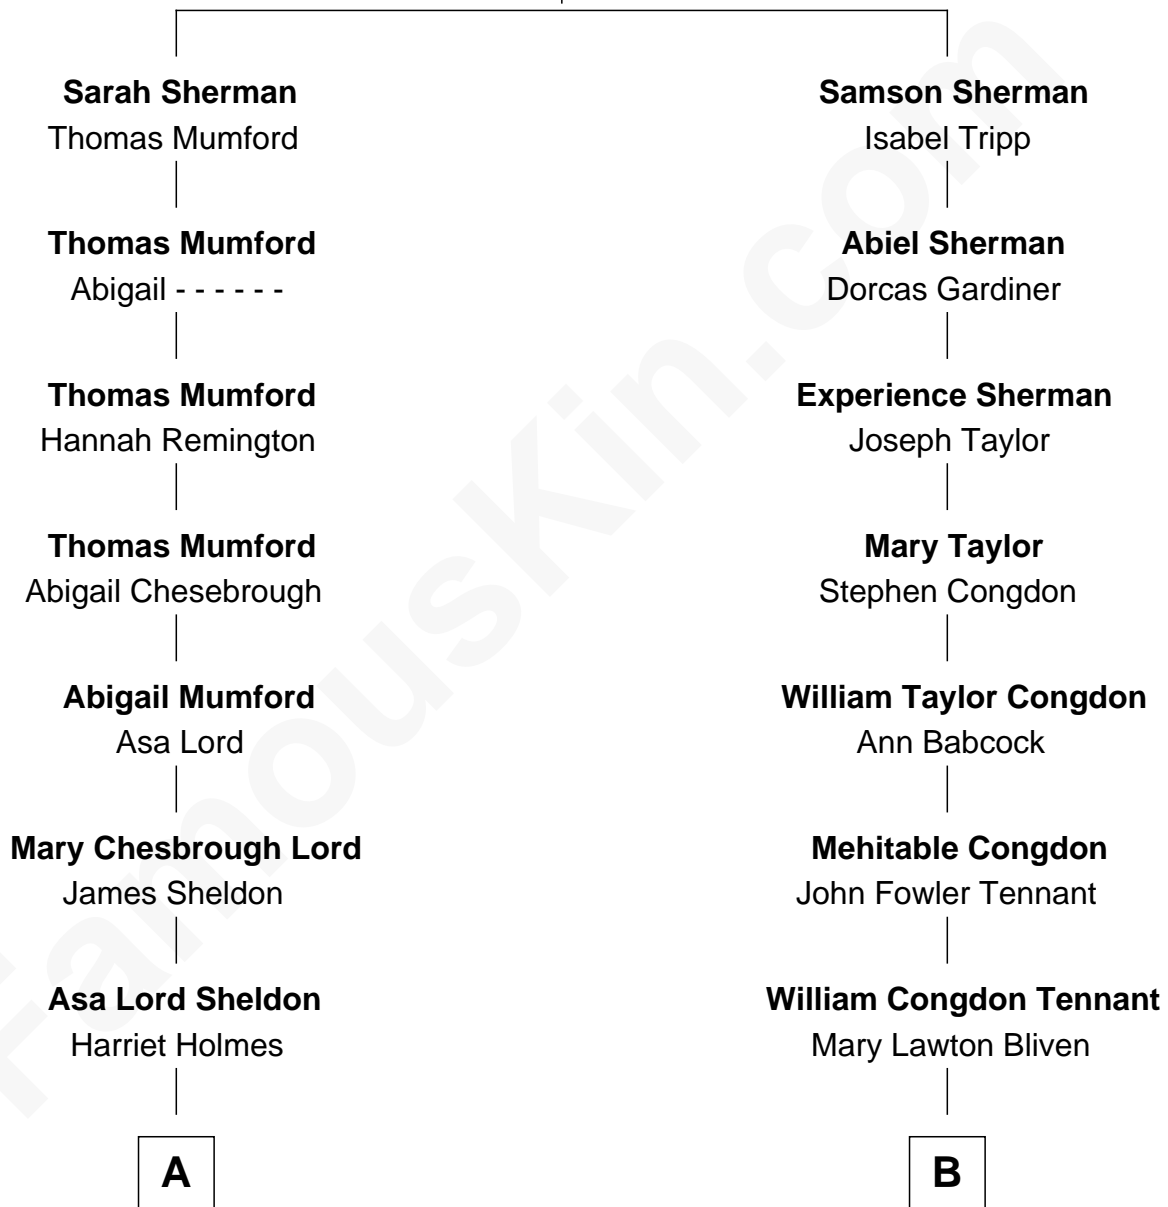 Sarah Sherman
Thomas Mumford
Thomas Mumford
Abigail - - - - - -
Thomas Mumford
Hannah Remington
Thomas Mumford
Abigail Chesebrough
Abigail Mumford
Asa Lord
Mary Chesbrough Lord
James Sheldon
Asa Lord Sheldon
Harriet Holmes
A
Samson Sherman
Isabel Tripp
Abiel Sherman
Dorcas Gardiner
Experience Sherman
Joseph Taylor
Mary Taylor
Stephen Congdon
William Taylor Congdon
Ann Babcock
Mehitable Congdon
John Fowler Tennant
William Congdon Tennant
Mary Lawton Bliven
B
FamousKin.com